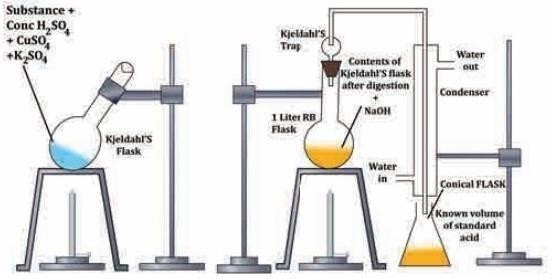 Substance +
Conc H₂SO₄
+ CuSO₄
+K₂SO₄
Kjeldahl'S
Flask
Kjeldahl'S
Trap
Contents of
Kjeldahl'S flask
after digestion
+
NaOH
1 Liter RB
Flask
Water
out
Condenser
Water
in
Conical FLASK
Known volume
of standard
acid